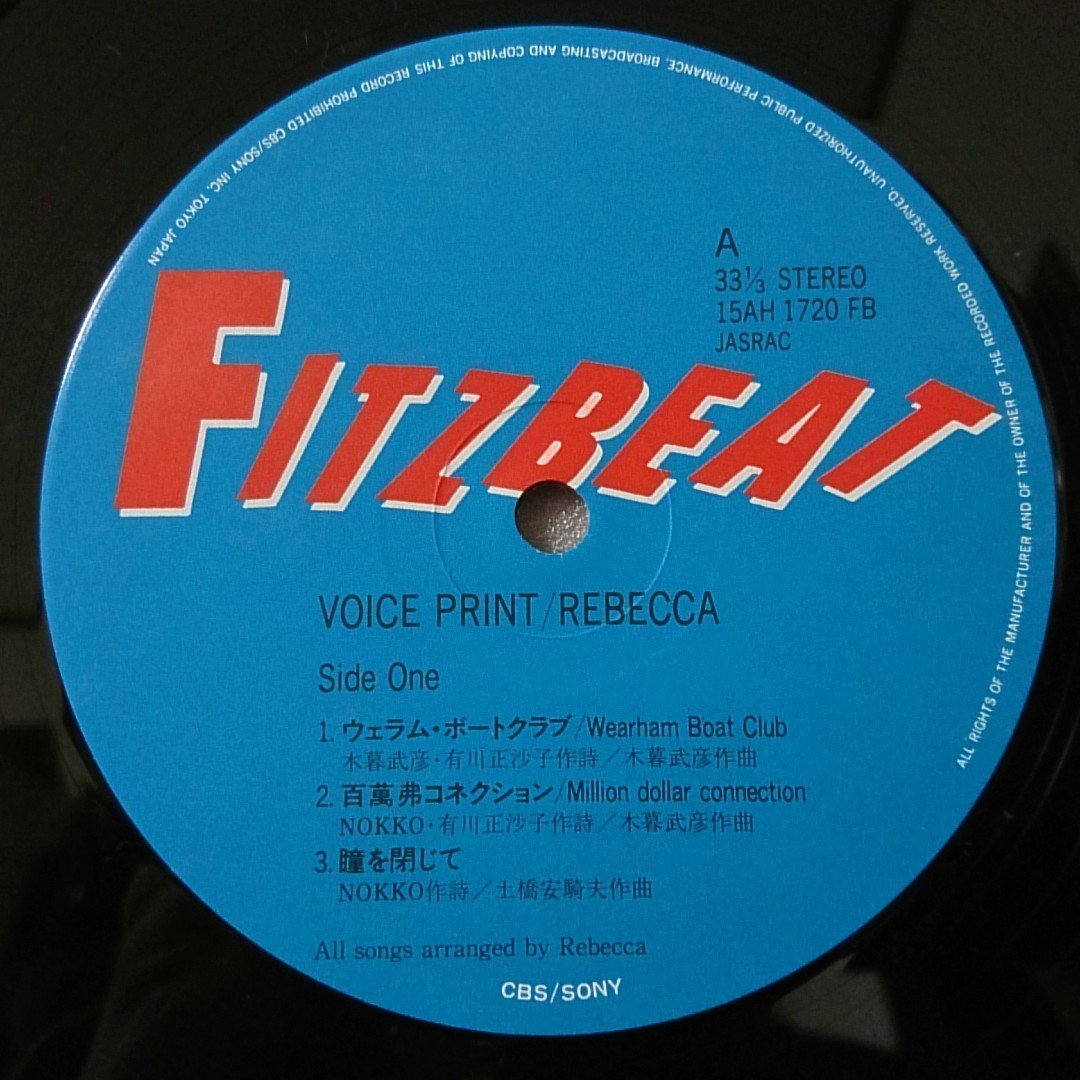 ALL RIGHTS OF THE MANUFACTURER AND OF THE OWNER OF THE RECORDED WORK RESERVED. UNAUTHORIZED PUBLIC PERFORMANCE, BROADCASTING AND COPYING OF THIS RECORD PROHIBITED CBS/SONY INC. TOKYO JAPAN
A
33⅓ STEREO
15AH 1720 FB
JASRAC
FITZBEAT
VOICE PRINT/REBECCA
Side One
1. ウェラム・ボートクラブ/Wearham Boat Club
木暮武彦・有川正沙子作詩／木暮武彦作曲
2. 百萬弗コネクション/Million dollar connection
NOKKO・有川正沙子作詩／木暮武彦作曲
3. 瞳を閉じて
NOKKO作詩／土橋安騎夫作曲
All songs arranged by Rebecca
CBS/SONY